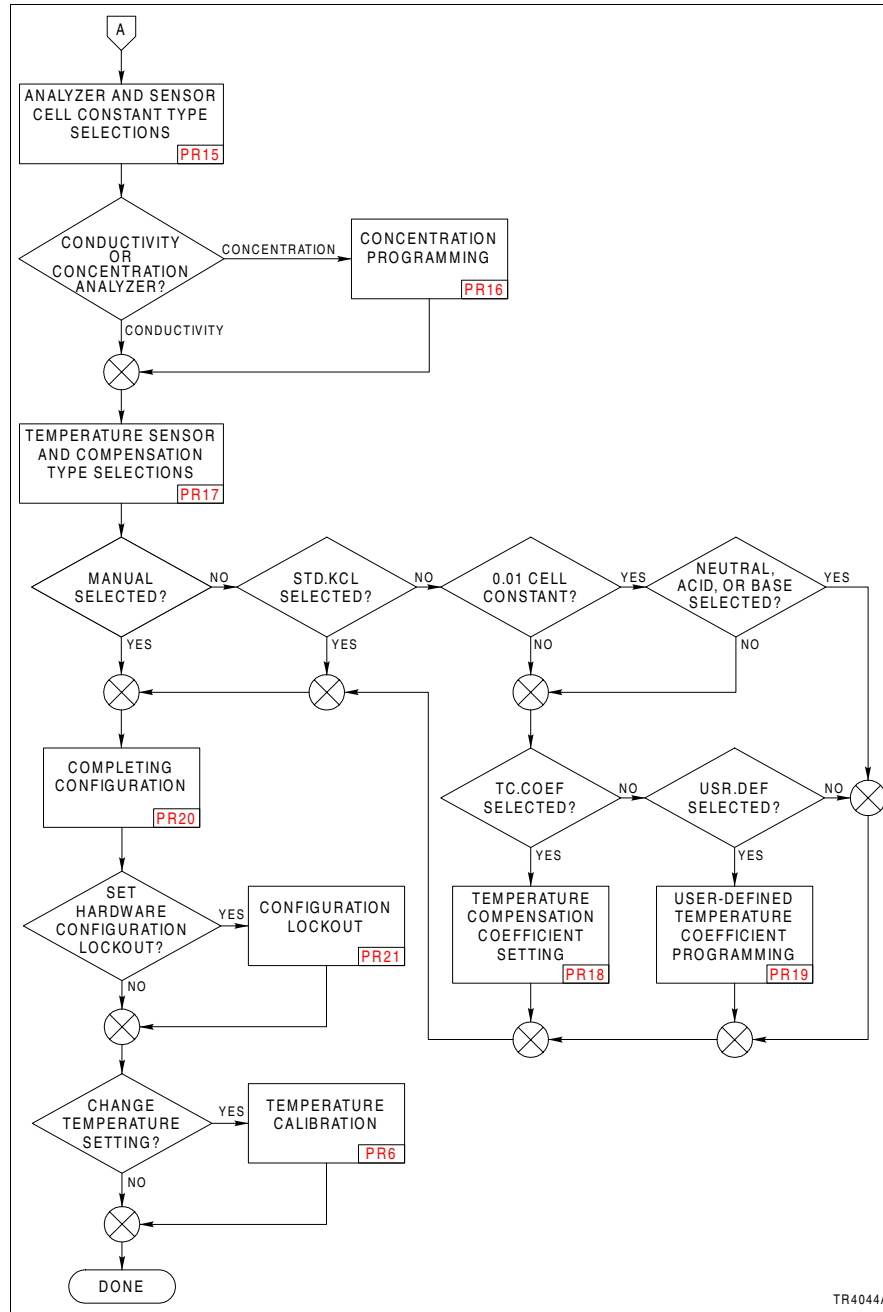 A
ANALYZER AND SENSOR
CELL CONSTANT TYPE
SELECTIONS
PR15
CONDUCTIVITY
OR
CONCENTRATION
ANALYZER?
CONCENTRATION
CONCENTRATION
PROGRAMMING
PR16
CONDUCTIVITY
TEMPERATURE SENSOR
AND COMPENSATION
TYPE SELECTIONS
PR17
MANUAL
SELECTED?
NO
YES
STD.KCL
SELECTED?
NO
YES
0.01 CELL
CONSTANT?
YES
NO
NEUTRAL,
ACID, OR BASE
SELECTED?
YES
NO
COMPLETING
CONFIGURATION
PR20
TC.COEF
SELECTED?
NO
YES
USR.DEF
SELECTED?
NO
YES
SET
HARDWARE
CONFIGURATION
LOCKOUT?
YES
NO
CONFIGURATION
LOCKOUT
PR21
TEMPERATURE
COMPENSATION
COEFFICIENT
SETTING
PR18
USER-DEFINED
TEMPERATURE
COEFFICIENT
PROGRAMMING
PR19
CHANGE
TEMPERATURE
SETTING?
YES
NO
TEMPERATURE
CALIBRATION
PR6
DONE
TR4044A